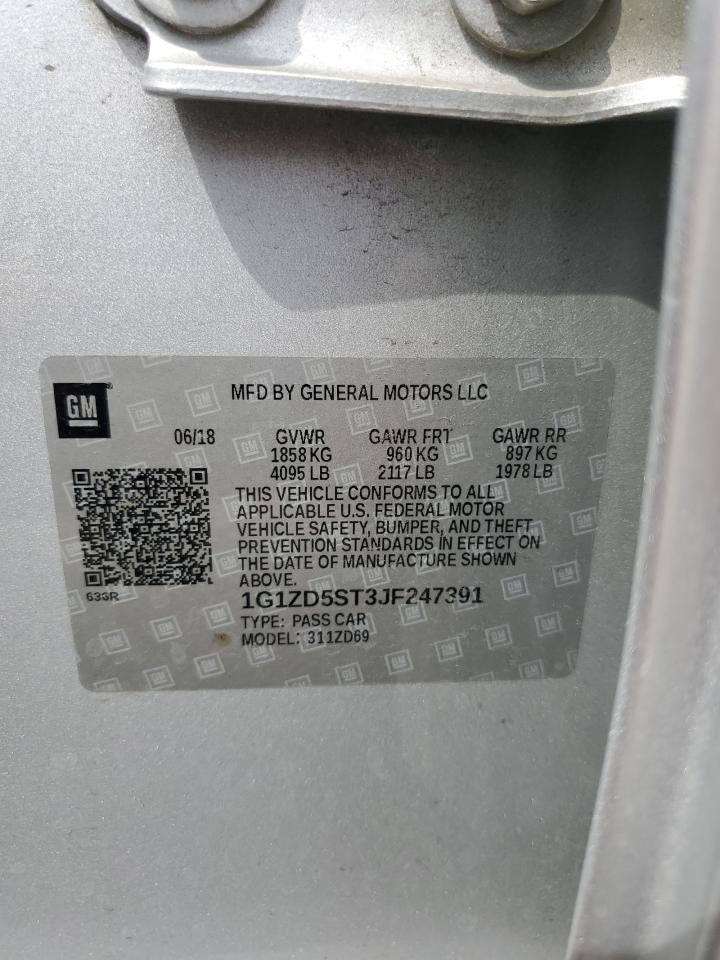 GM
MFD BY GENERAL MOTORS LLC
06/18 GVWR GAWR FRT GAWR RR
1858 KG 960 KG 897 KG
4095 LB 2117 LB 1978 LB
THIS VEHICLE CONFORMS TO ALL
APPLICABLE U.S. FEDERAL MOTOR
VEHICLE SAFETY, BUMPER, AND THEFT
PREVENTION STANDARDS IN EFFECT ON
THE DATE OF MANUFACTURE SHOWN
ABOVE.
633R
1G1ZD5ST3JF247391
TYPE: PASS CAR
MODEL: 311ZD69